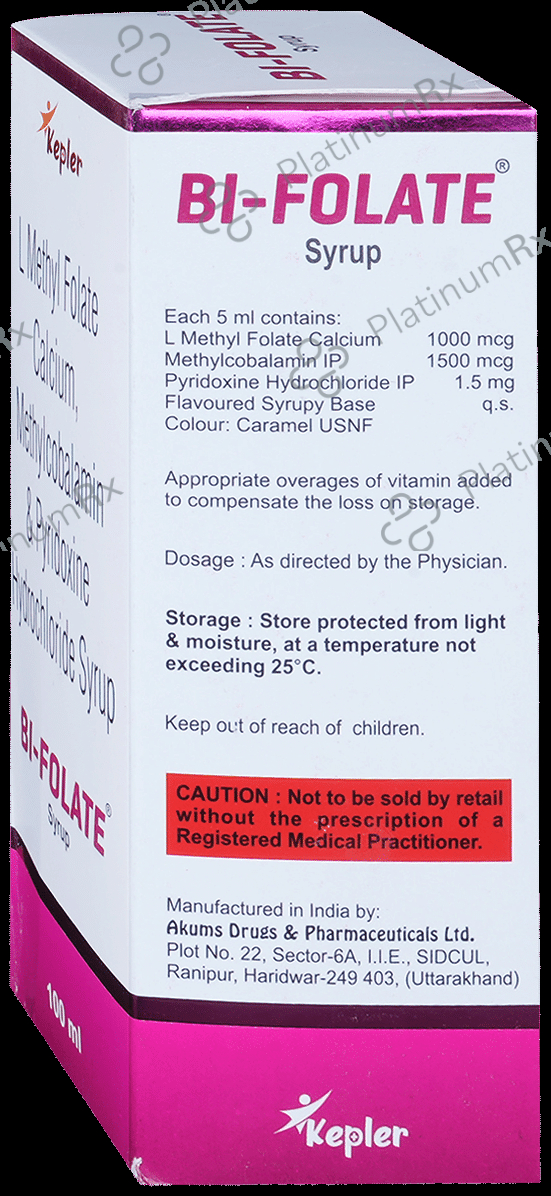 BI-FOLATE®
Syrup
Kepler
L Methyl Folate
Calcium,
Methylcobalamin
& Pyridoxine
Hydrochloride Syrup
BI-FOLATE®
Syrup
100 ml
BI-FOLATE®
Syrup
Each 5 ml contains:
L Methyl Folate Calcium 1000 mcg
Methylcobalamin IP 1500 mcg
Pyridoxine Hydrochloride IP 1.5 mg
Flavoured Syrupy Base q.s.
Colour: Caramel USNF
Appropriate overages of vitamin added
to compensate the loss on storage.
Dosage : As directed by the Physician.
Storage : Store protected from light
& moisture, at a temperature not
exceeding 25°C.
Keep out of reach of children.
CAUTION : Not to be sold by retail
without the prescription of a
Registered Medical Practitioner.
Manufactured in India by:
Akums Drugs & Pharmaceuticals Ltd.
Plot No. 22, Sector-6A, I.I.E., SIDCUL,
Ranipur, Haridwar-249 403, (Uttarakhand)
Kepler
PlatinumRx
PlatinumRx
PlatinumRx
PlatinumRx